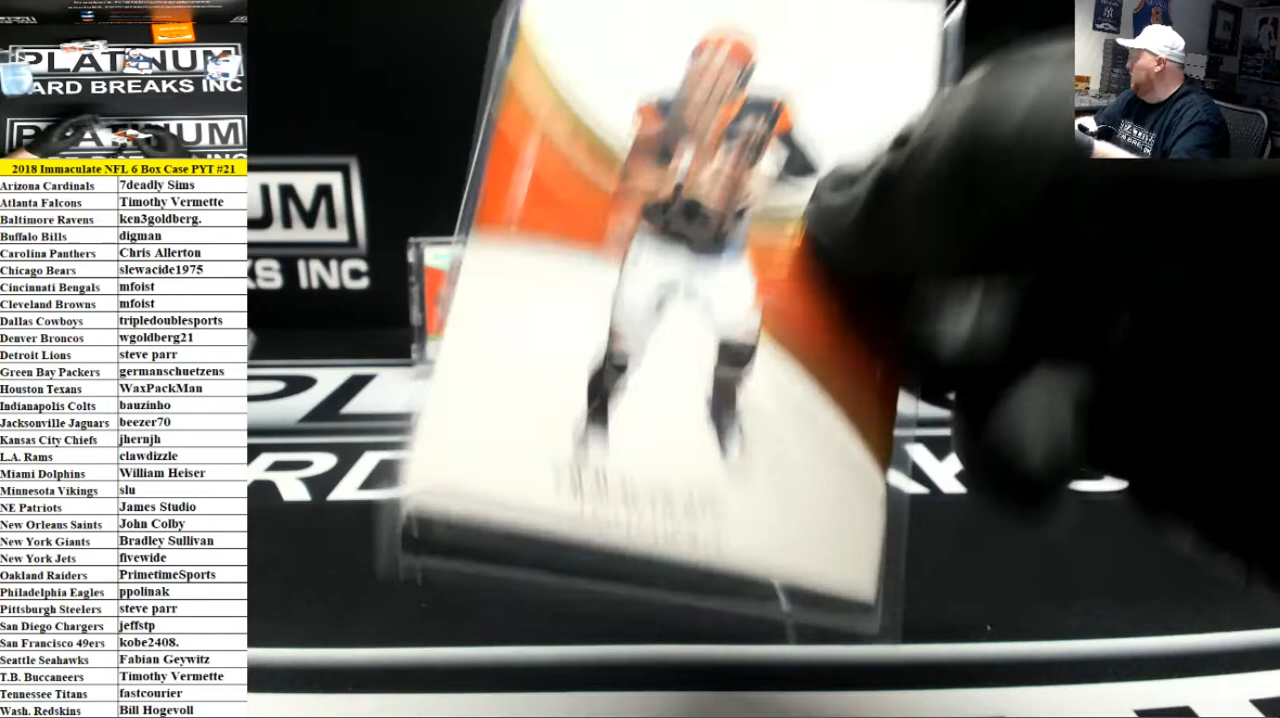 PLATINUM
ARD BREAKS INC
PLATINUM
2018 Immaculate NFL 6 Box Case PYT #21
Arizona Cardinals 7deadly Sims
Atlanta Falcons Timothy Vermette
Baltimore Ravens ken3goldberg.
Buffalo Bills digman
Carolina Panthers Chris Allerton
Chicago Bears slewacide1975
Cincinnati Bengals mfoist
Cleveland Browns mfoist
Dallas Cowboys tripledoublesports
Denver Broncos wgoldberg21
Detroit Lions steve parr
Green Bay Packers germanschuetzens
Houston Texans WaxPackMan
Indianapolis Colts bauzinho
Jacksonville Jaguars beezer70
Kansas City Chiefs jhernjh
L.A. Rams clawdizzle
Miami Dolphins William Heiser
Minnesota Vikings slu
NE Patriots James Studio
New Orleans Saints John Colby
New York Giants Bradley Sullivan
New York Jets fivewide
Oakland Raiders PrimetimeSports
Philadelphia Eagles ppolinak
Pittsburgh Steelers steve parr
San Diego Chargers jeffstp
San Francisco 49ers kobe2408.
Seattle Seahawks Fabian Geywitz
T.B. Buccaneers Timothy Vermette
Tennessee Titans fastcourier
Wash. Redskins Bill Hogevoll
UM
KS INC